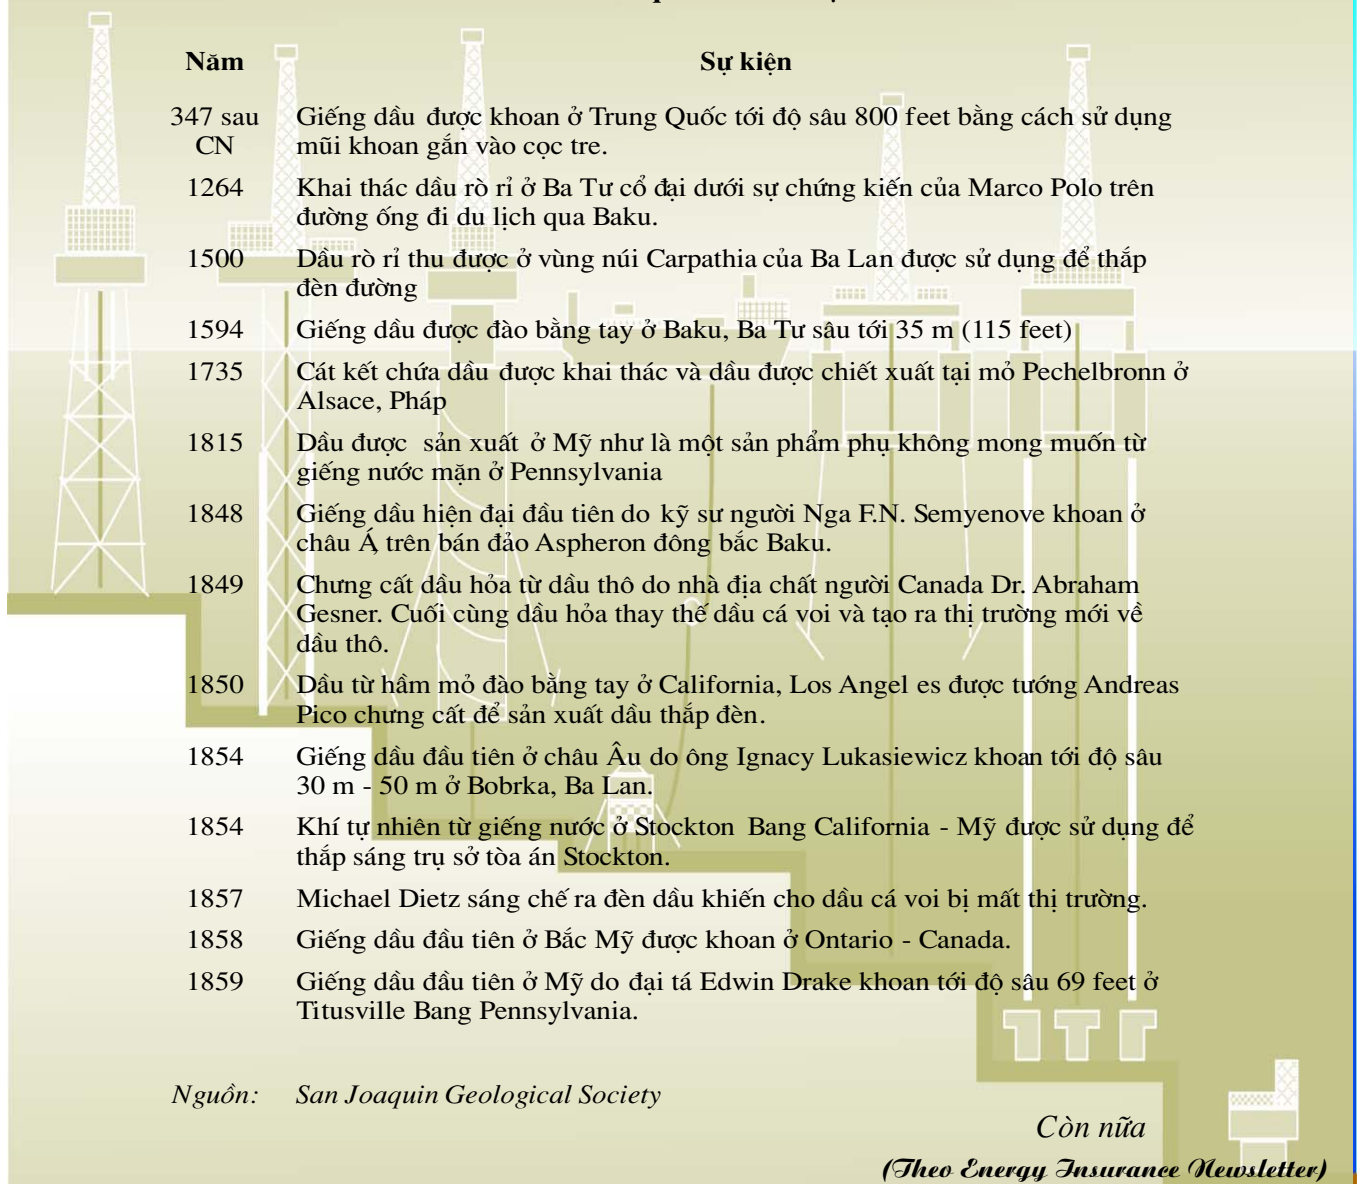 Năm Sự kiện
347 sau CN Giếng dầu được khoan ở Trung Quốc tới độ sâu 800 feet bằng cách sử dụng
mũi khoan gắn vào cọc tre.
1264 Khai thác dầu rò rỉ ở Ba Tư cổ đại dưới sự chứng kiến của Marco Polo trên
đường ống đi du lịch qua Baku.
1500 Dầu rò rỉ thu được ở vùng núi Carpathia của Ba Lan được sử dụng để thắp
đèn đường
1594 Giếng dầu được đào bằng tay ở Baku, Ba Tư sâu tới 35 m (115 feet)
1735 Cát kết chứa dầu được khai thác và dầu được chiết xuất tại mỏ Pechelbronn ở
Alsace, Pháp
1815 Dầu được sản xuất ở Mỹ như là một sản phẩm phụ không mong muốn từ
giếng nước mặn ở Pennsylvania
1848 Giếng dầu hiện đại đầu tiên do kỹ sư người Nga F.N. Semyenove khoan ở
châu Á, trên bán đảo Aspheron đông bắc Baku.
1849 Chưng cất dầu hỏa từ dầu thô do nhà địa chất người Canada Dr. Abraham
Gesner. Cuối cùng dầu hỏa thay thế dầu cá voi và tạo ra thị trường mới về
dầu thô.
1850 Dầu từ hầm mỏ đào bằng tay ở California, Los Angel es được tướng Andreas
Pico chưng cất để sản xuất dầu thắp đèn.
1854 Giếng dầu đầu tiên ở châu Âu do ông Ignacy Lukasiewicz khoan tới độ sâu
30 m - 50 m ở Bobrka, Ba Lan.
1854 Khí tự nhiên từ giếng nước ở Stockton Bang California - Mỹ được sử dụng để
thắp sáng trụ sở tòa án Stockton.
1857 Michael Dietz sáng chế ra đèn dầu khiến cho dầu cá voi bị mất thị trường.
1858 Giếng dầu đầu tiên ở Bắc Mỹ được khoan ở Ontario - Canada.
1859 Giếng dầu đầu tiên ở Mỹ do đại tá Edwin Drake khoan tới độ sâu 69 feet ở
Titusville Bang Pennsylvania.
Nguồn: San Joaquin Geological Society
Còn nữa
(Theo Energy Insurance Newsletter)